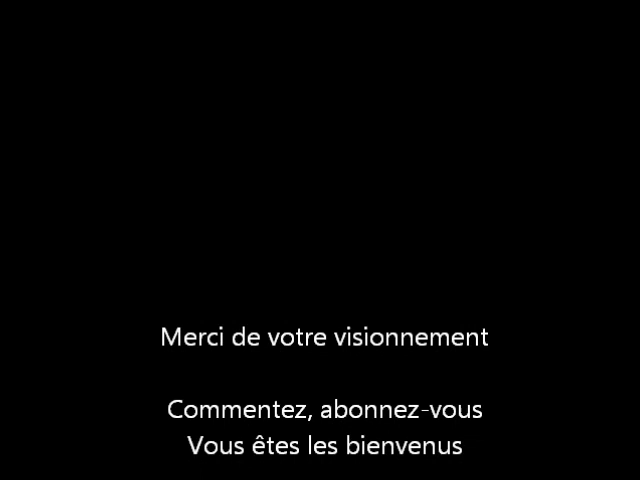 Merci de votre visionnement
Commentez, abonnez-vous
Vous êtes les bienvenus